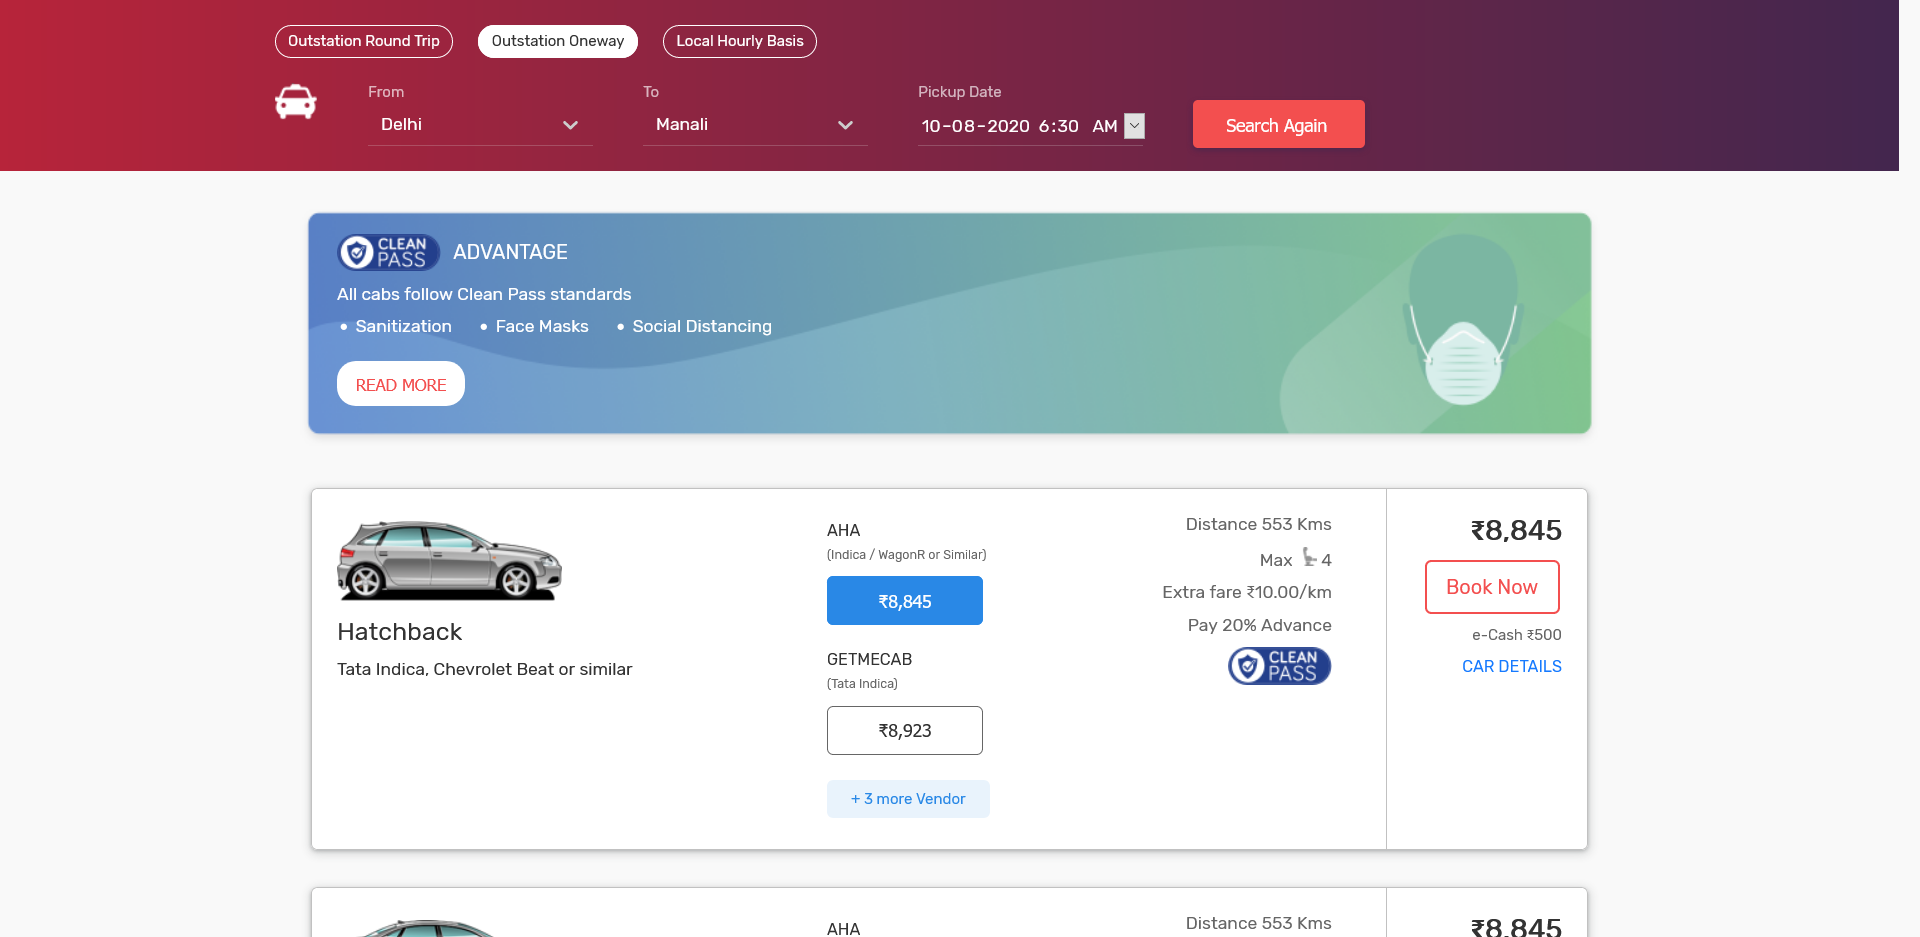 Outstation Round Trip
Outstation Oneway
Local Hourly Basis
From
To
Pickup Date
Delhi
Manali
10-08-2020 6:30 AM
Search Again
CLEAN
PASS
ADVANTAGE
All cabs follow Clean Pass standards
• Sanitization • Face Masks • Social Distancing
READ MORE
Hatchback
Tata Indica, Chevrolet Beat or similar
AHA
(Indica / WagonR or Similar)
₹8,845
GETMECAB
(Tata Indica)
₹8,923
+ 3 more Vendor
Distance 553 Kms
Max 4
Extra fare ₹10.00/km
Pay 20% Advance
CLEAN
PASS
₹8,845
Book Now
e-Cash ₹500
CAR DETAILS
AHA
Distance 553 Kms
₹8,845